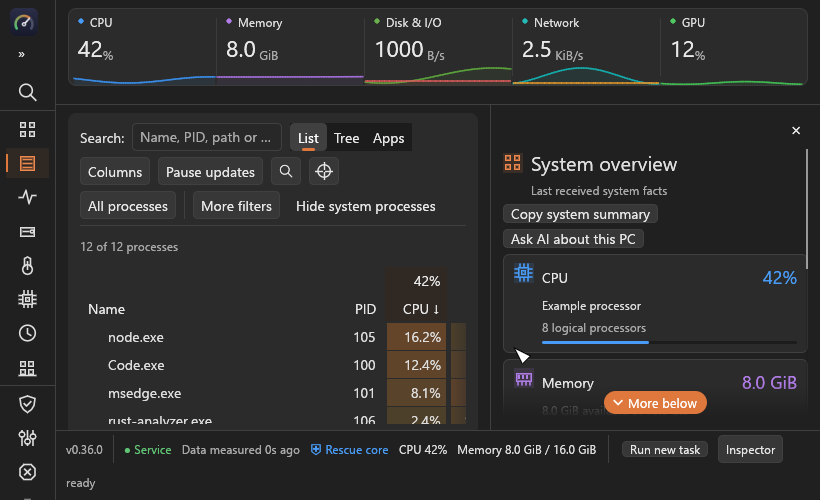 CPU
Memory
Disk & I/O
Network
GPU
42%
8.0 GiB
1000 B/s
2.5 KiB/s
12%
»
Search: Name, PID, path or ... List Tree Apps
Columns Pause updates
All processes More filters Hide system processes
12 of 12 processes
42%
Name PID CPU ↓
node.exe 105 16.2%
Code.exe 100 12.4%
msedge.exe 101 8.1%
rust-analyzer.exe 106 2.4%
System overview
Last received system facts
Copy system summary
Ask AI about this PC
CPU 42%
Example processor
8 logical processors
Memory 8.0 GiB
More below
v0.36.0 Service Data measured 0s ago Rescue core CPU 42% Memory 8.0 GiB / 16.0 GiB Run new task Inspector
ready